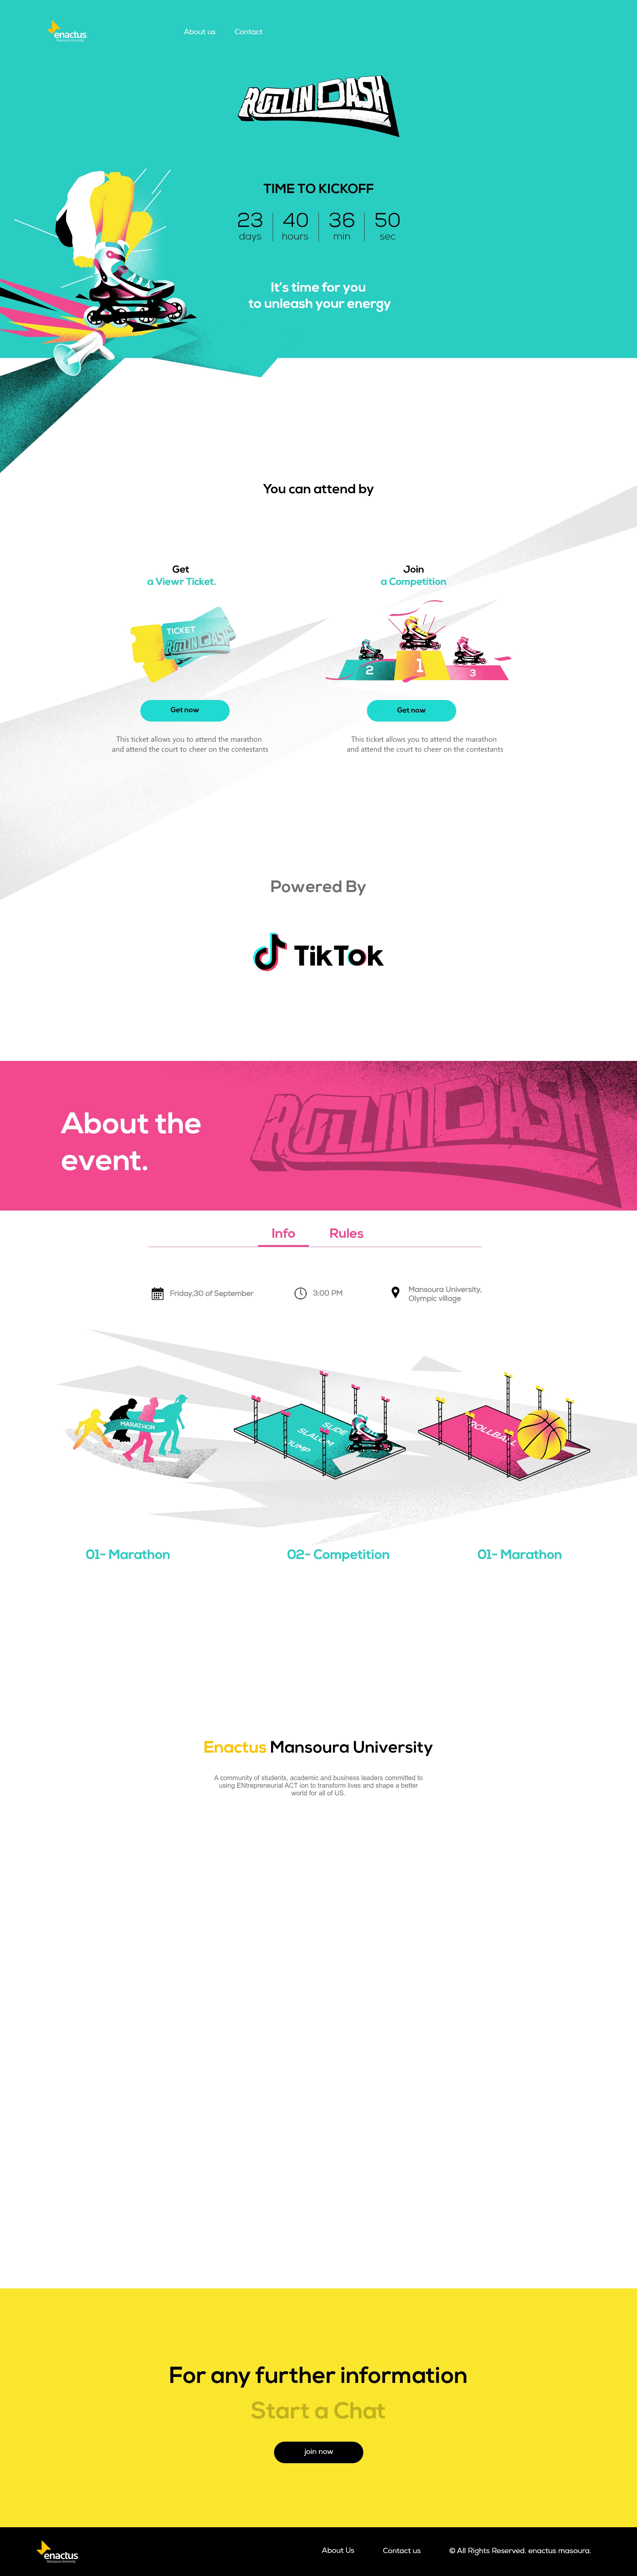 enactus
Mansoura University
About us
Contact
ROLLIN DASH
TIME TO KICKOFF
23
40
36
50
days
hours
min
sec
It's time for you
to unleash your energy
You can attend by
Get
a Viewr Ticket.
Join
a Competition
TICKET
ROLLIN DASH
2
1
3
Get now
Get now
This ticket allows you to attend the marathon
and attend the court to cheer on the contestants
This ticket allows you to attend the marathon
and attend the court to cheer on the contestants
Powered By
TikTok
About the
event.
ROLLIN DASH
Info
Rules
Friday,30 of September
3:00 PM
Mansoura University,
Olympic village
MARATHON
SLIDE
SLALOM
JUMP
ROLLBALL
01- Marathon
02- Competition
01- Marathon
Enactus Mansoura University
A community of students, academic and business leaders committed to
using ENtrepreneurial ACT ion to transform lives and shape a better
world for all of US.
For any further information
Start a Chat
join now
enactus
Mansoura University
About Us
Contact us
© All Rights Reserved. enactus masoura.